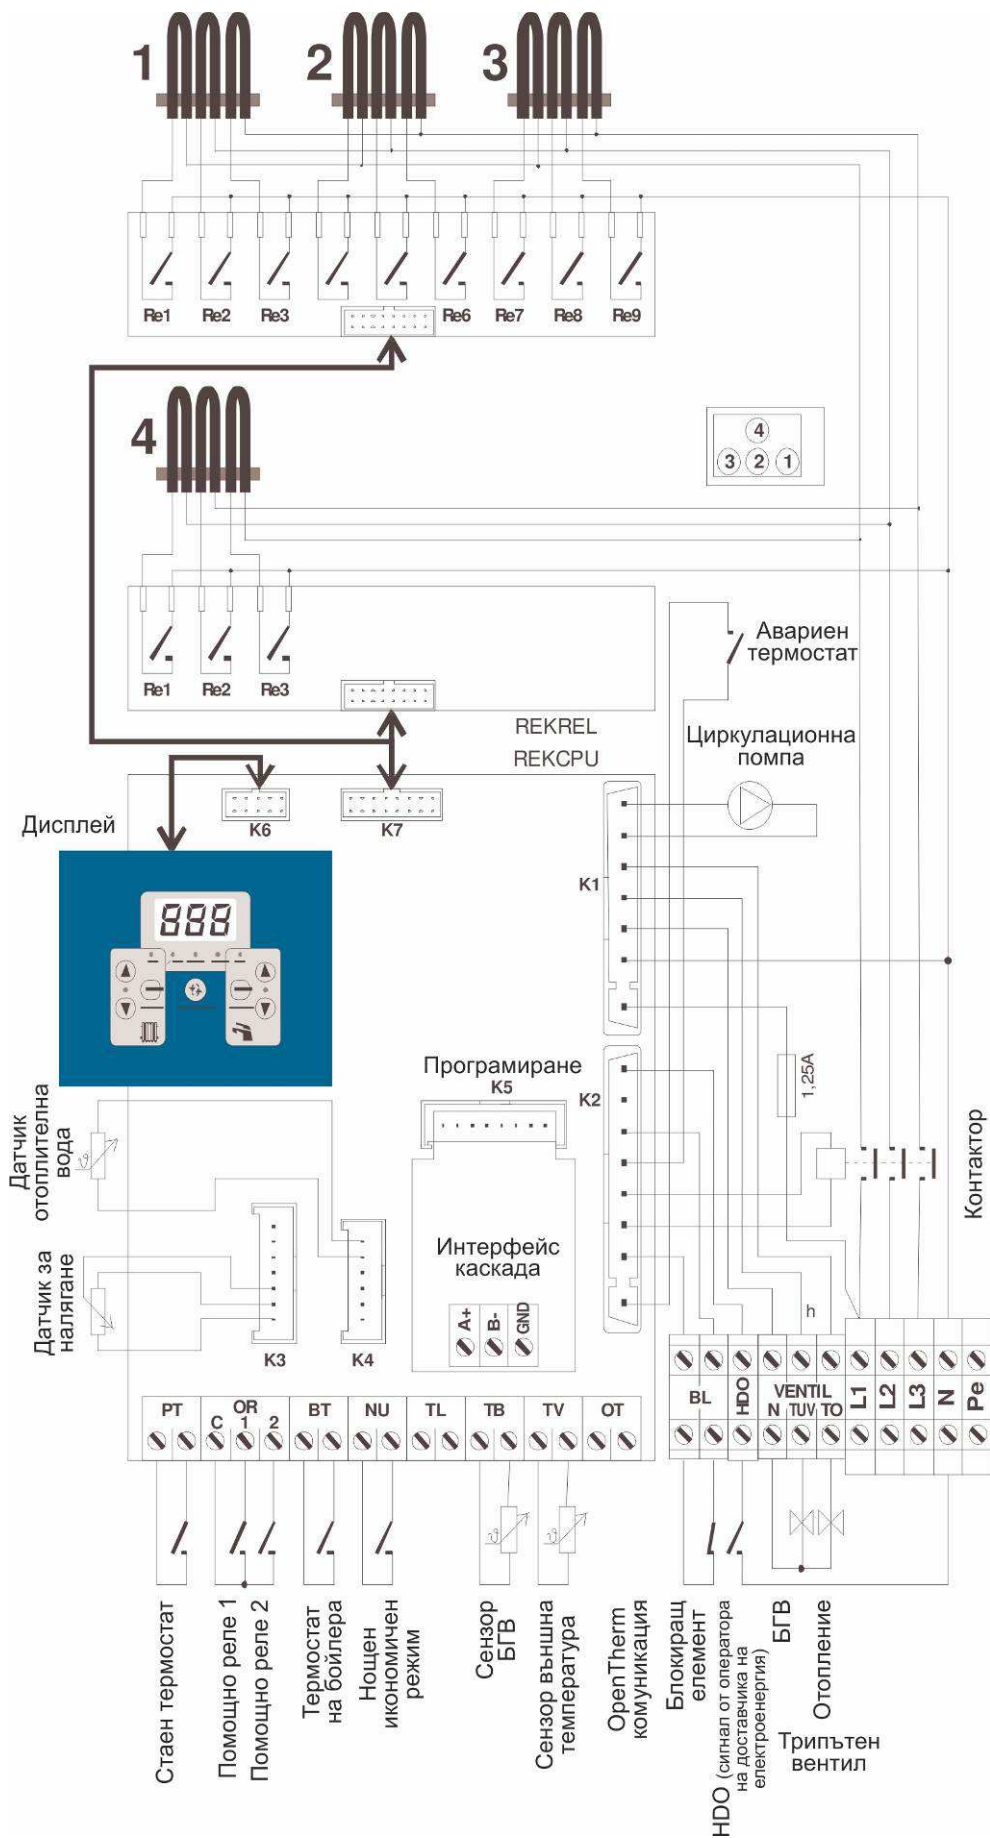 1
2
3
Re1
Re2
Re3
Re6
Re7
Re8
Re9
4
4
3
2
1
Re1
Re2
Re3
Авариен
термостат
REKREL
REKCPU
Циркулационна
помпа
Дисплей
K6
K7
K1
888
Програмиране
K5
K2
1,25A
Датчик
отоплителна
вода
Контактор
Интерфейс
каскада
Датчик за
налягане
A+
B-
GND
K3
K4
h
PT
OR
C
1
2
BT
NU
TL
TB
TV
OT
BL
HDO
VENTIL
N
TUV
TO
L1
L2
L3
N
Pe
Стаен термостат
Помощно реле 1
Помощно реле 2
Термостат
на бойлера
Нощен
икономичен
режим
Сензор
БГВ
Сензор външна
температура
OpenTherm
комуникация
Блокиращ
елемент
HDO (сигнал от оператора
на доставчика на
електроенергия)
БГВ
Отопление
Трипътен
вентил